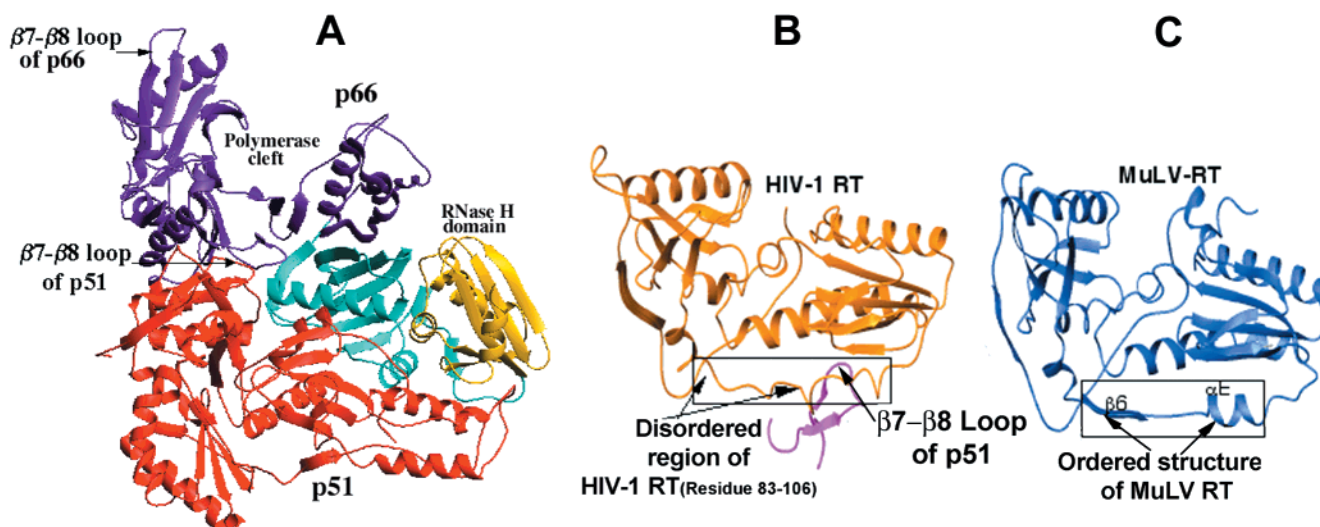 A
β7–β8 loop
of p66
p66
Polymerase
cleft
RNase H
domain
β7–β8 loop
of p51
p51
B
HIV-1 RT
Disordered
region of
HIV-1 RT(Residue 83-106)
β7–β8 Loop
of p51
C
MuLV-RT
β6
αE
Ordered structure
of MuLV RT